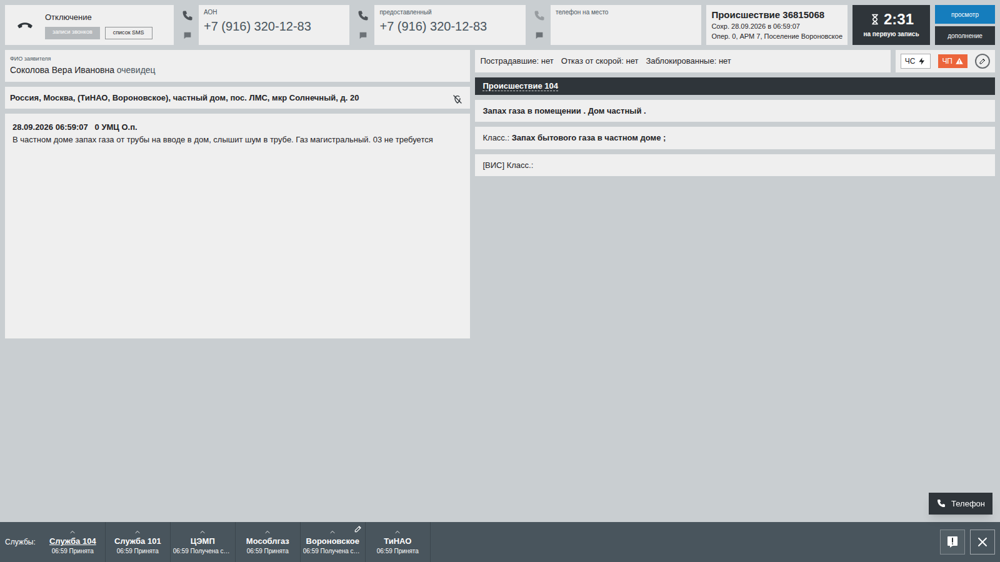 Отключение
записи звонков
список SMS
АОН
+7 (916) 320-12-83
предоставленный
+7 (916) 320-12-83
телефон на место
Происшествие 36815068
Сохр. 28.09.2026 в 06:59:07
Опер. 0, АРМ 7, Поселение Вороновское
2:31
на первую запись
просмотр
дополнение
ФИО заявителя
Соколова Вера Ивановна очевидец
Россия, Москва, (ТиНАО, Вороновское), частный дом, пос. ЛМС, мкр Солнечный, д. 20
28.09.2026 06:59:07 0 УМЦ О.п.
В частном доме запах газа от трубы на вводе в дом, слышит шум в трубе. Газ магистральный. 03 не требуется
Пострадавшие: нет Отказ от скорой: нет Заблокированные: нет
ЧС
ЧП
Происшествие 104
Запах газа в помещении . Дом частный .
Класс.: Запах бытового газа в частном доме ;
[ВИС] Класс.:
Телефон
Службы:
Служба 104
06:59 Принята
Служба 101
06:59 Принята
ЦЭМП
06:59 Получена с...
Мособлгаз
06:59 Принята
Вороновское
06:59 Получена с...
ТиНАО
06:59 Принята